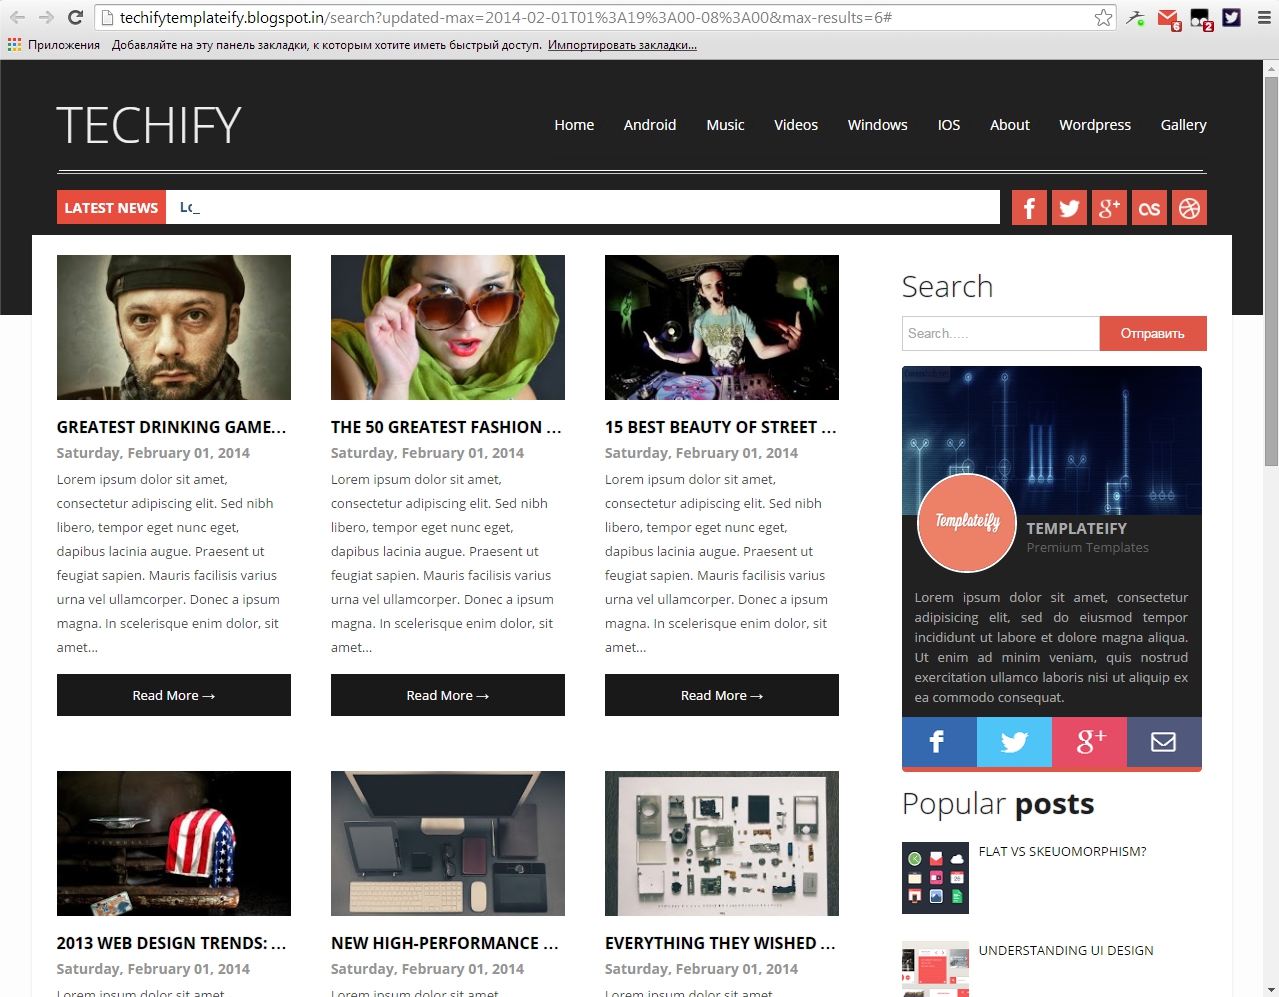 techifytemplateify.blogspot.in/search?updated-max=2014-02-01T01%3A19%3A00-08%3A00&max-results=6#
6
2
Приложения Добавляйте на эту панель закладки, к которым хотите иметь быстрый доступ. Импортировать закладки...
TECHIFY
Home Android Music Videos Windows IOS About Wordpress Gallery
LATEST NEWS Lc_
GREATEST DRINKING GAME...
Saturday, February 01, 2014
Lorem ipsum dolor sit amet,
consectetur adipiscing elit. Sed nibh
libero, tempor eget nunc eget,
dapibus lacinia augue. Praesent ut
feugiat sapien. Mauris facilisis varius
urna vel ullamcorper. Donec a ipsum
magna. In scelerisque enim dolor, sit
amet...
Read More →
THE 50 GREATEST FASHION ...
Saturday, February 01, 2014
Lorem ipsum dolor sit amet,
consectetur adipiscing elit. Sed nibh
libero, tempor eget nunc eget,
dapibus lacinia augue. Praesent ut
feugiat sapien. Mauris facilisis varius
urna vel ullamcorper. Donec a ipsum
magna. In scelerisque enim dolor, sit
amet...
Read More →
15 BEST BEAUTY OF STREET ...
Saturday, February 01, 2014
Lorem ipsum dolor sit amet,
consectetur adipiscing elit. Sed nibh
libero, tempor eget nunc eget,
dapibus lacinia augue. Praesent ut
feugiat sapien. Mauris facilisis varius
urna vel ullamcorper. Donec a ipsum
magna. In scelerisque enim dolor, sit
amet...
Read More →
2013 WEB DESIGN TRENDS: ...
Saturday, February 01, 2014
Lorem ipsum dolor sit amet,
NEW HIGH-PERFORMANCE ...
Saturday, February 01, 2014
Lorem ipsum dolor sit amet,
EVERYTHING THEY WISHED ...
Saturday, February 01, 2014
Lorem ipsum dolor sit amet,
Search
Search..... Отправить
Templateify
TEMPLATEIFY
Premium Templates
Lorem ipsum dolor sit amet, consectetur
adipisicing elit, sed do eiusmod tempor
incididunt ut labore et dolore magna aliqua.
Ut enim ad minim veniam, quis nostrud
exercitation ullamco laboris nisi ut aliquip ex
ea commodo consequat.
Popular posts
FLAT VS SKEUOMORPHISM?
UNDERSTANDING UI DESIGN